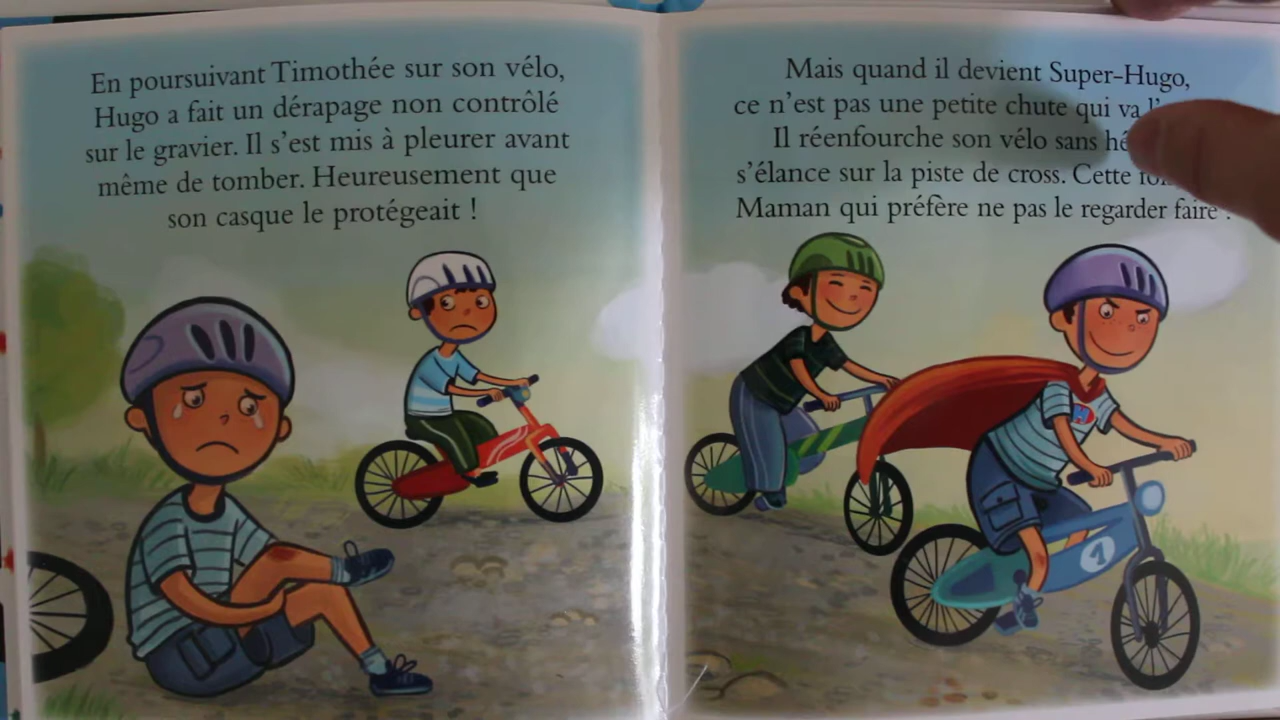 En poursuivant Timothée sur son vélo,
Hugo a fait un dérapage non contrôlé
sur le gravier. Il s'est mis à pleurer avant
même de tomber. Heureusement que
son casque le protégeait !
Mais quand il devient Super-Hugo,
ce n'est pas une petite chute qui va
Il réenfourche son vélo sans
s'élance sur la piste de cross. Cette
Maman qui préfère ne pas le regarder faire
H
1